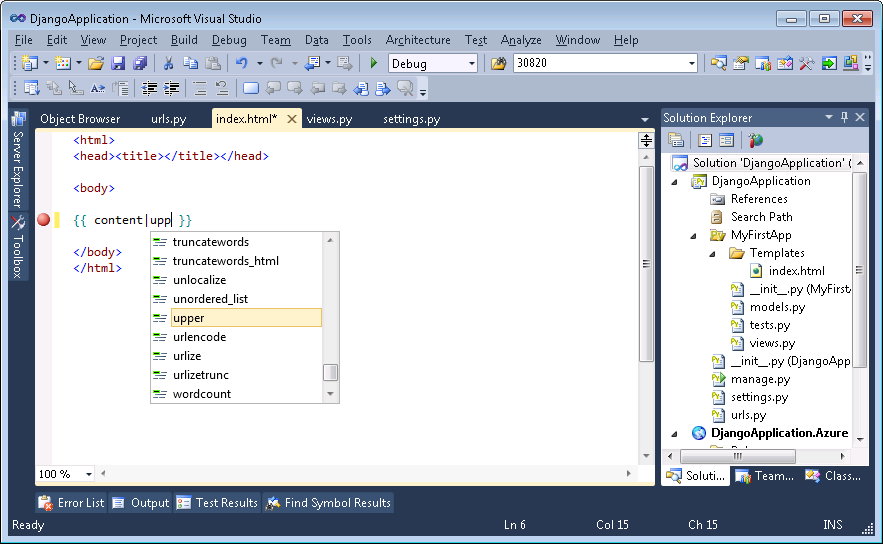 DjangoApplication - Microsoft Visual Studio
File Edit View Project Build Debug Team Data Tools Architecture Test Analyze Window Help
Debug 30820
Object Browser urls.py index.html* views.py settings.py
Server Explorer
Toolbox
<html>
<head><title></title></head>
<body>
{{ content|upp }}
</body>
</html>
truncatewords
truncatewords_html
unlocalize
unordered_list
upper
urlencode
urlize
urlizetrunc
wordcount
100 %
Solution Explorer
Solution 'DjangoApplication' (
DjangoApplication
References
Search Path
MyFirstApp
Templates
index.html
__init__.py (MyFirstA
models.py
tests.py
views.py
__init__.py (DjangoApp
manage.py
settings.py
urls.py
DjangoApplication.Azure
Soluti... Team... Class...
Error List Output Test Results Find Symbol Results
Ready Ln 6 Col 15 Ch 15 INS